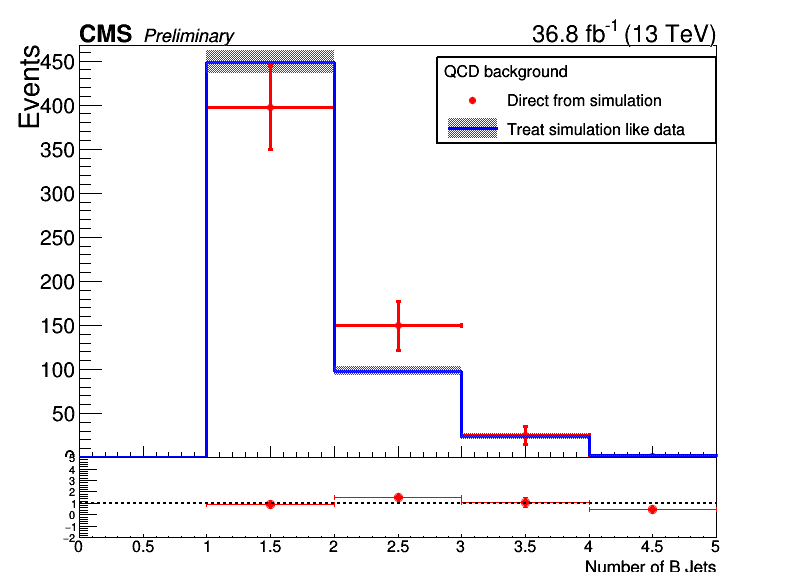 CMS Preliminary 36.8 fb⁻¹ (13 TeV)
Events
450
400
350
300
250
200
150
100
50
QCD background
Direct from simulation
Treat simulation like data
5
4
3
2
1
0
−1
−2
0 0.5 1 1.5 2 2.5 3 3.5 4 4.5 5
Number of B Jets